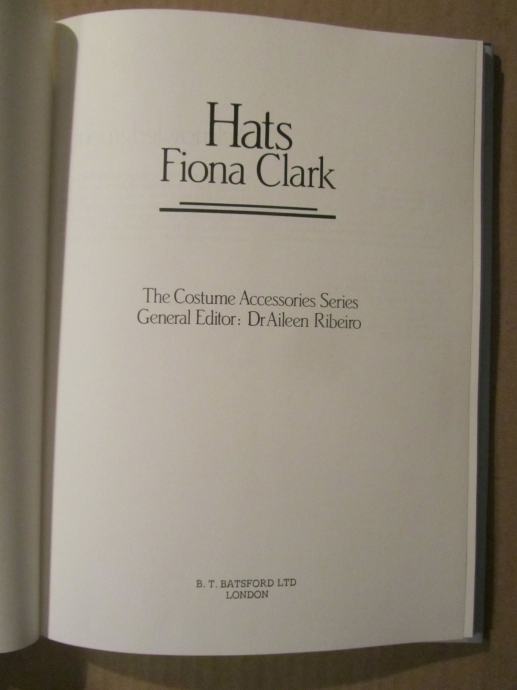 Hats
Fiona Clark
The Costume Accessories Series
General Editor: Dr Aileen Ribeiro
B. T. BATSFORD LTD
LONDON